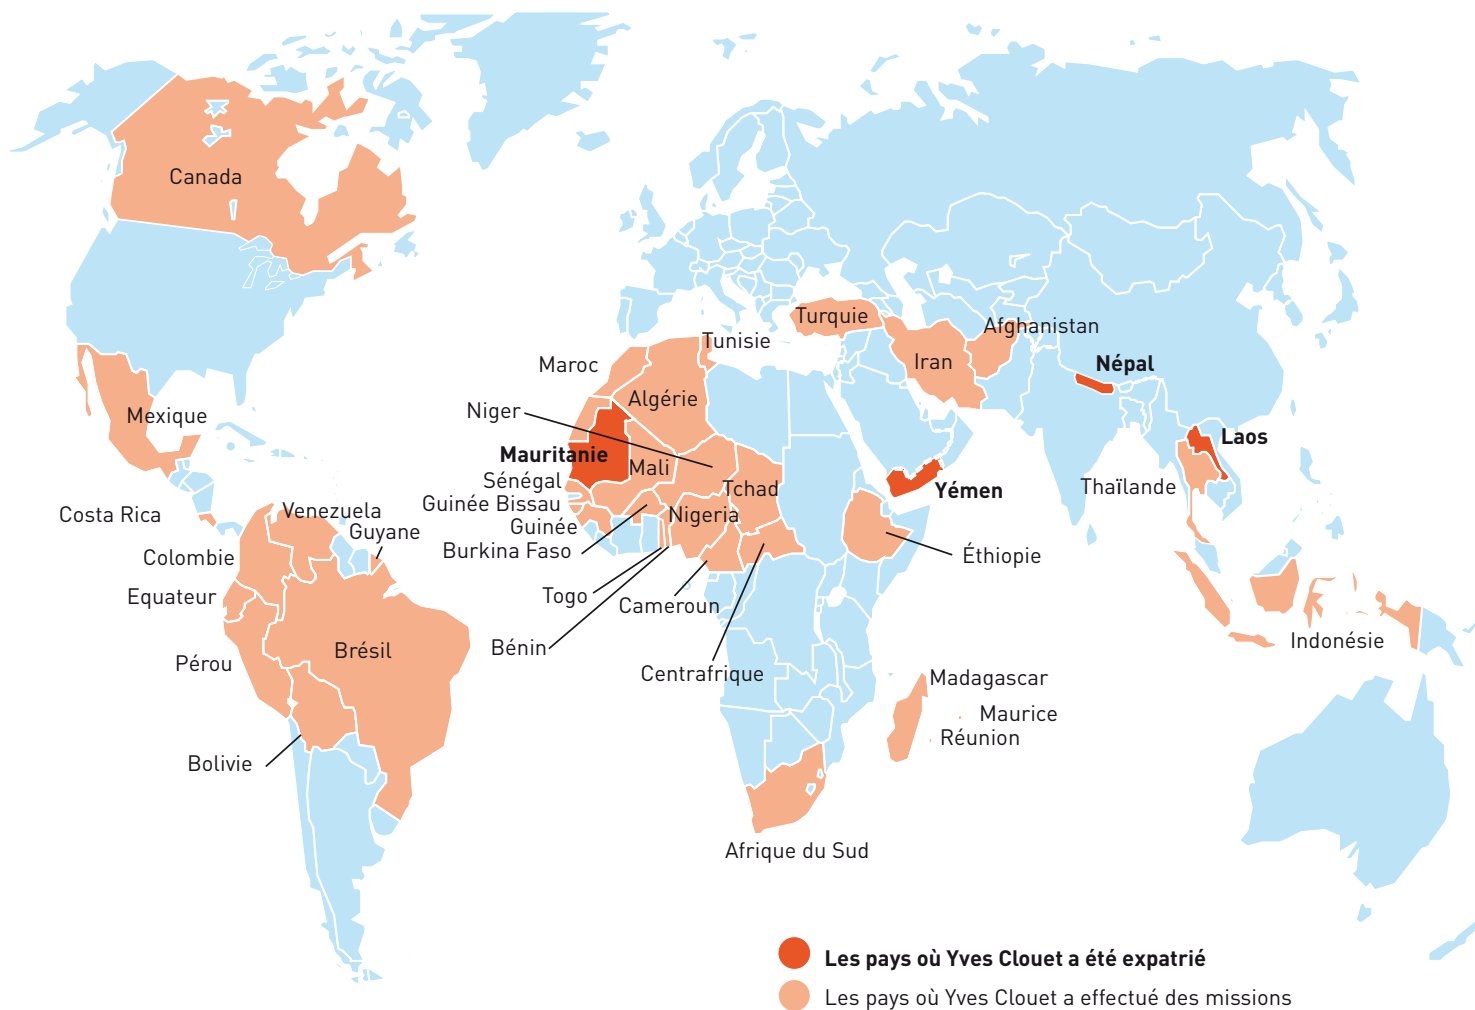 Canada
Turquie
Afghanistan
Tunisie
Iran
Népal
Maroc
Algérie
Niger
Mexique
Laos
Mauritanie
Mali
Sénégal
Tchad
Thaïlande
Yémen
Guinée Bissau
Venezuela
Costa Rica
Nigeria
Guinée
Guyane
Burkina Faso
Colombie
Éthiopie
Equateur
Togo
Cameroun
Indonésie
Bénin
Brésil
Pérou
Centrafrique
Madagascar
Maurice
Réunion
Bolivie
Afrique du Sud
Les pays où Yves Clouet a été expatrié
Les pays où Yves Clouet a effectué des missions